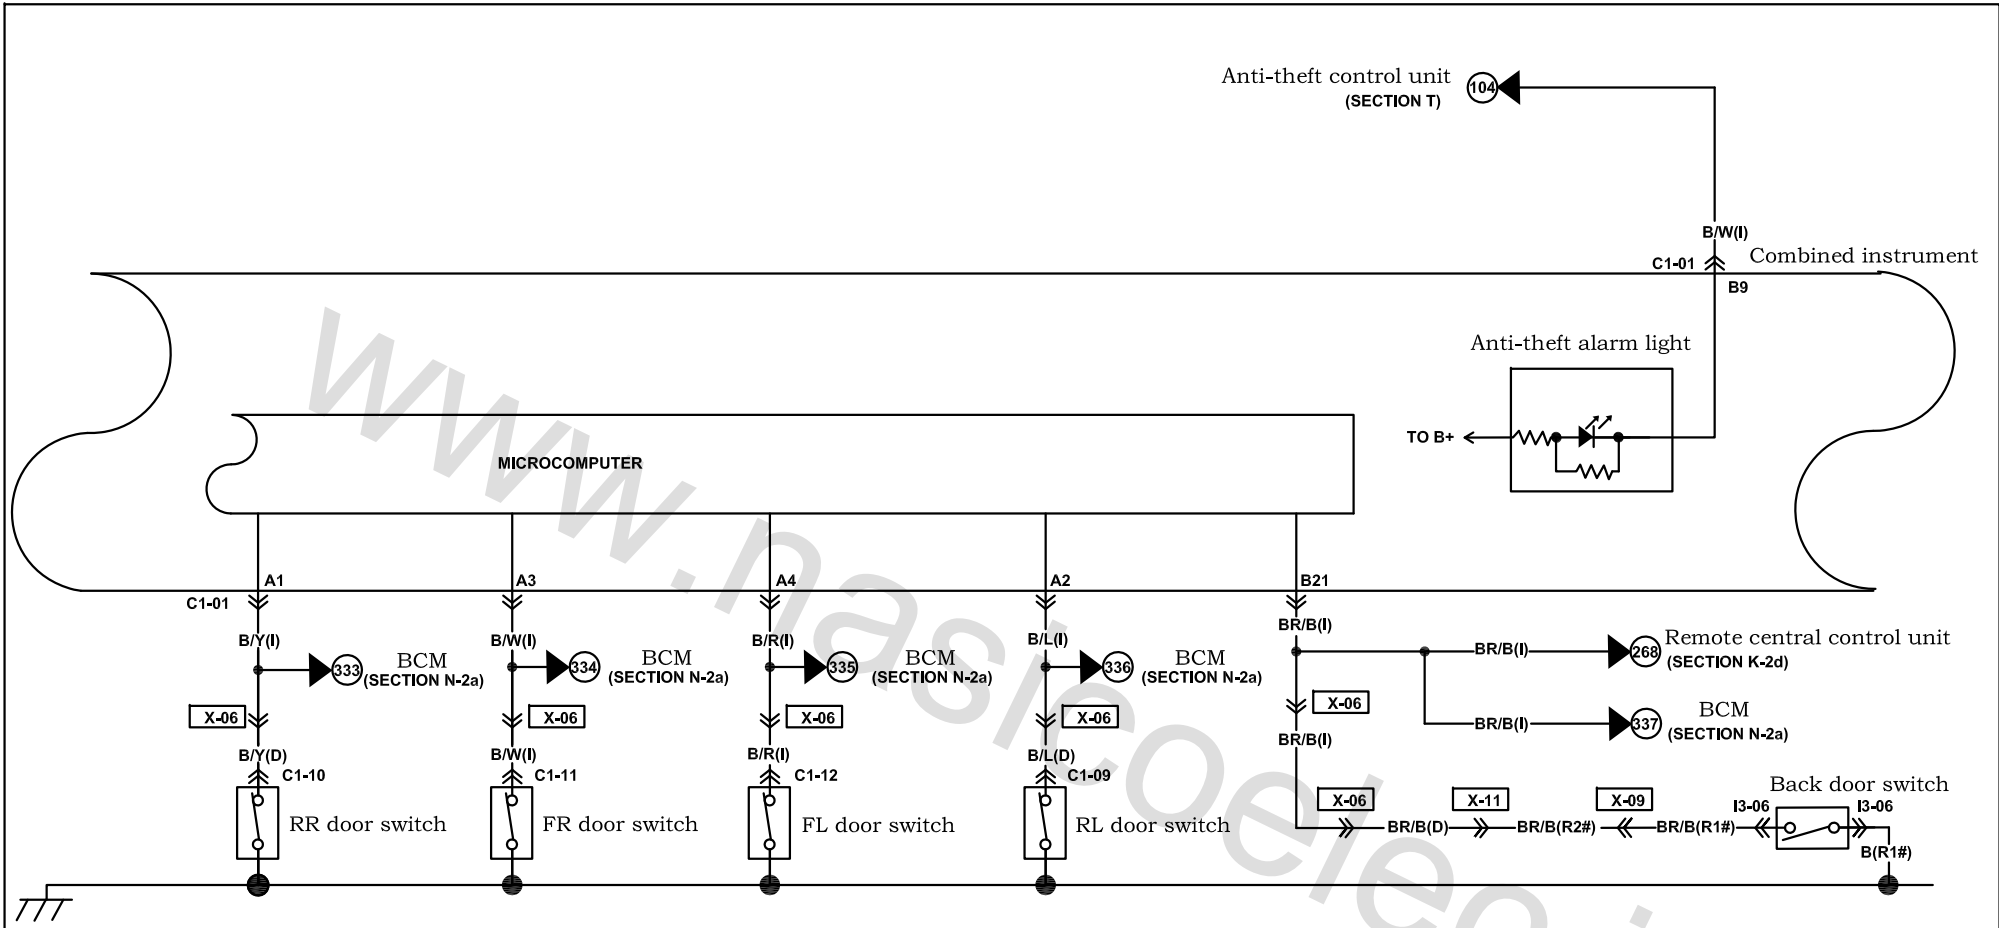 Anti-theft control unit
(SECTION T)
104
B/W(I)
C1-01
Combined instrument
B9
Anti-theft alarm light
TO B+
MICROCOMPUTER
A1
A3
A4
A2
B21
C1-01
B/Y(I)
B/W(I)
B/R(I)
B/L(I)
BR/B(I)
333
BCM
(SECTION N-2a)
334
BCM
(SECTION N-2a)
335
BCM
(SECTION N-2a)
336
BCM
(SECTION N-2a)
BR/B(I)
268
Remote central control unit
(SECTION K-2d)
X-06
X-06
X-06
X-06
X-06
BR/B(I)
337
BCM
(SECTION N-2a)
B/Y(D)
B/W(I)
B/R(I)
B/L(D)
BR/B(I)
C1-10
C1-11
C1-12
C1-09
RR door switch
FR door switch
FL door switch
RL door switch
Back door switch
X-06
X-11
X-09
I3-06
I3-06
BR/B(D)
BR/B(R2#)
BR/B(R1#)
B(R1#)
www.nasicoelec.i